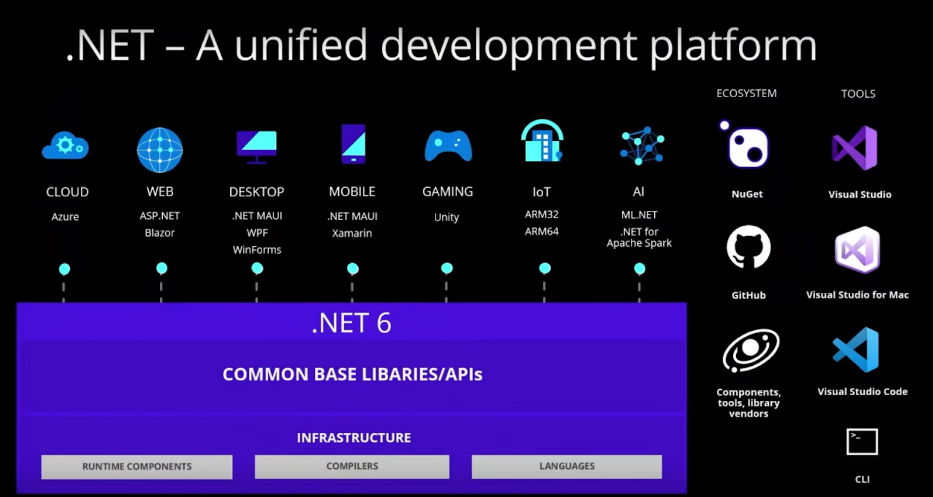 .NET – A unified development platform
ECOSYSTEM
TOOLS
CLOUD
Azure
WEB
ASP.NET
Blazor
DESKTOP
.NET MAUI
WPF
WinForms
MOBILE
.NET MAUI
Xamarin
GAMING
Unity
IoT
ARM32
ARM64
AI
ML.NET
.NET for
Apache Spark
NuGet
GitHub
Components,
tools, library
vendors
Visual Studio
Visual Studio for Mac
Visual Studio Code
>_
CLI
.NET 6
COMMON BASE LIBARIES/APIs
INFRASTRUCTURE
RUNTIME COMPONENTS
COMPILERS
LANGUAGES